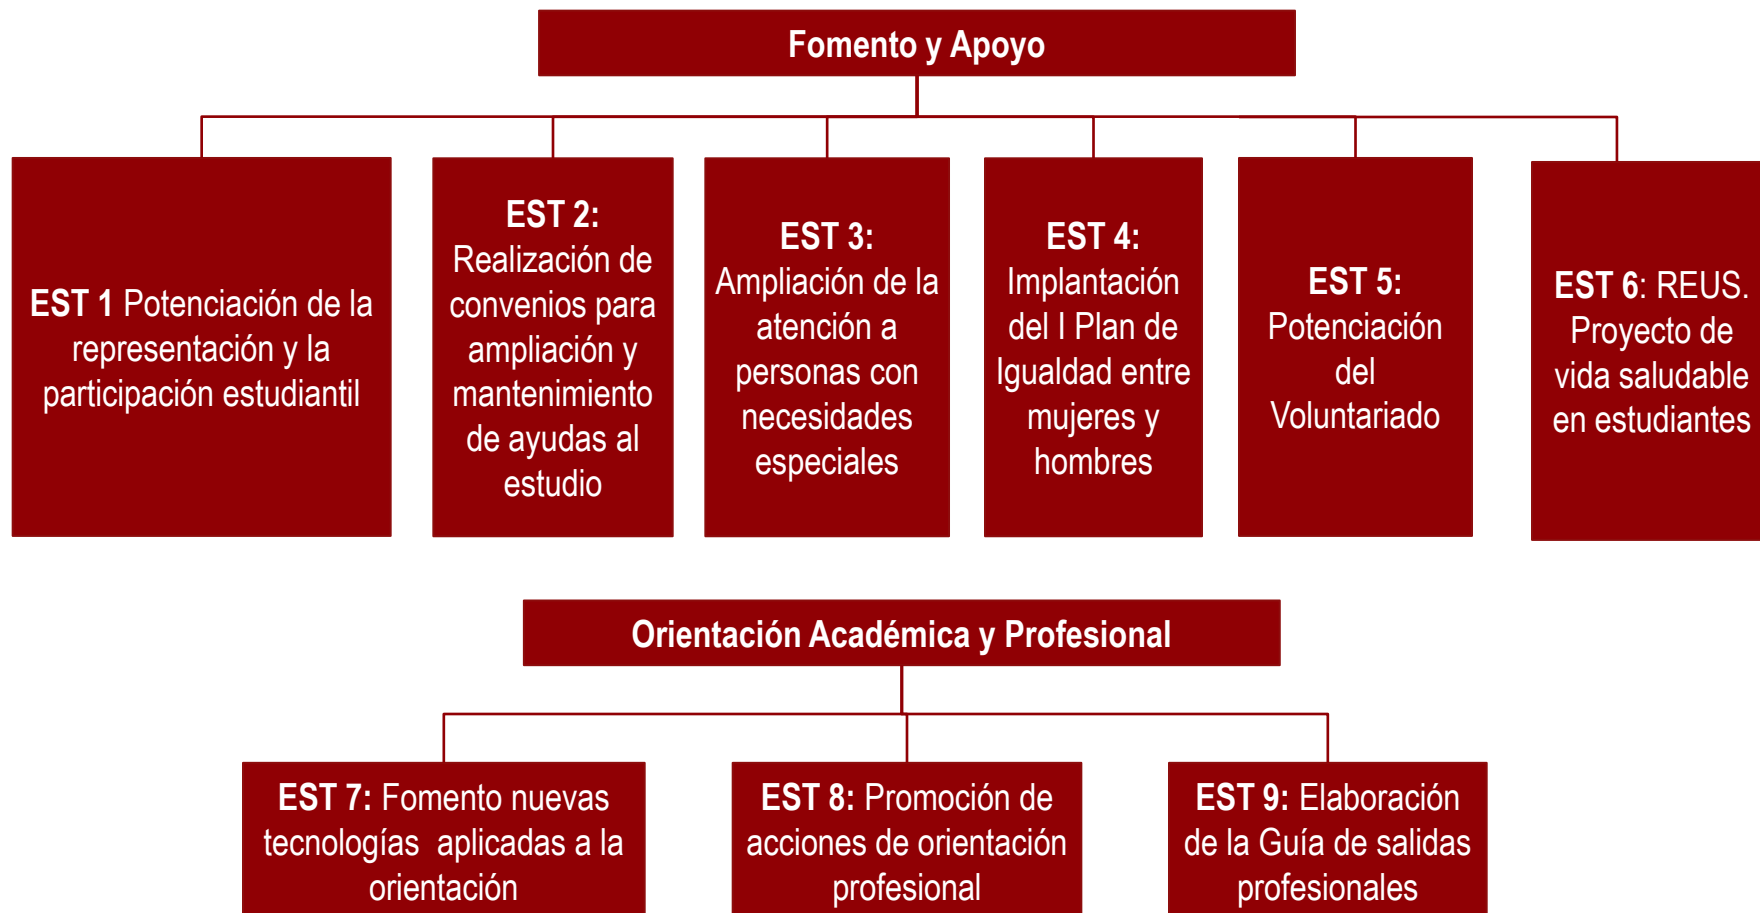 Fomento y Apoyo
EST 1 Potenciación de la
representación y la
participación estudiantil
EST 2:
Realización de
convenios para
ampliación y
mantenimiento
de ayudas al
estudio
EST 3:
Ampliación de la
atención a
personas con
necesidades
especiales
EST 4:
Implantación
del I Plan de
Igualdad entre
mujeres y
hombres
EST 5:
Potenciación
del
Voluntariado
EST 6: REUS.
Proyecto de
vida saludable
en estudiantes
Orientación Académica y Profesional
EST 7: Fomento nuevas
tecnologías aplicadas a la
orientación
EST 8: Promoción de
acciones de orientación
profesional
EST 9: Elaboración
de la Guía de salidas
profesionales